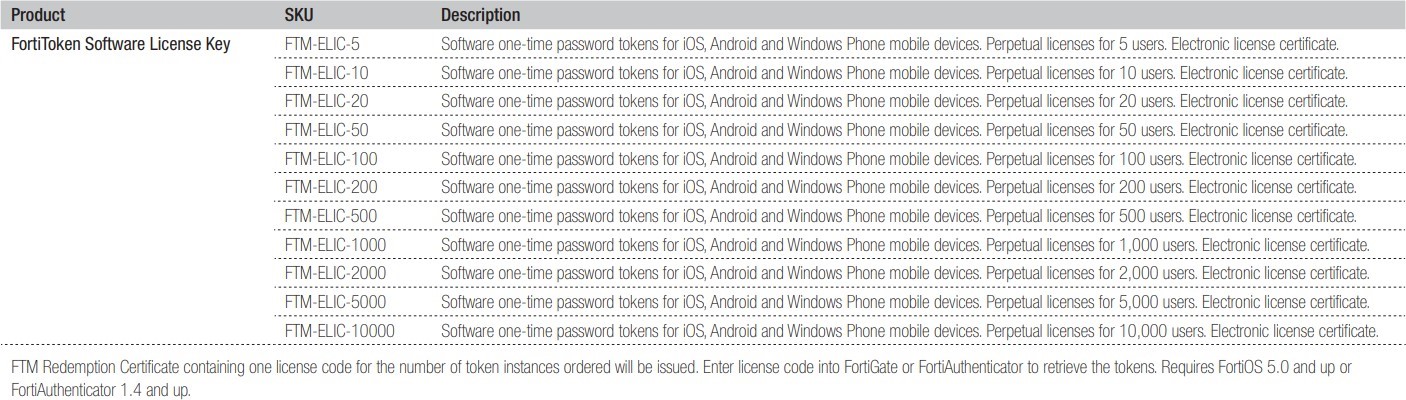 Product SKU Description
FortiToken Software License Key FTM-ELIC-5 Software one-time password tokens for iOS, Android and Windows Phone mobile devices. Perpetual licenses for 5 users. Electronic license certificate.
FTM-ELIC-10 Software one-time password tokens for iOS, Android and Windows Phone mobile devices. Perpetual licenses for 10 users. Electronic license certificate.
FTM-ELIC-20 Software one-time password tokens for iOS, Android and Windows Phone mobile devices. Perpetual licenses for 20 users. Electronic license certificate.
FTM-ELIC-50 Software one-time password tokens for iOS, Android and Windows Phone mobile devices. Perpetual licenses for 50 users. Electronic license certificate.
FTM-ELIC-100 Software one-time password tokens for iOS, Android and Windows Phone mobile devices. Perpetual licenses for 100 users. Electronic license certificate.
FTM-ELIC-200 Software one-time password tokens for iOS, Android and Windows Phone mobile devices. Perpetual licenses for 200 users. Electronic license certificate.
FTM-ELIC-500 Software one-time password tokens for iOS, Android and Windows Phone mobile devices. Perpetual licenses for 500 users. Electronic license certificate.
FTM-ELIC-1000 Software one-time password tokens for iOS, Android and Windows Phone mobile devices. Perpetual licenses for 1,000 users. Electronic license certificate.
FTM-ELIC-2000 Software one-time password tokens for iOS, Android and Windows Phone mobile devices. Perpetual licenses for 2,000 users. Electronic license certificate.
FTM-ELIC-5000 Software one-time password tokens for iOS, Android and Windows Phone mobile devices. Perpetual licenses for 5,000 users. Electronic license certificate.
FTM-ELIC-10000 Software one-time password tokens for iOS, Android and Windows Phone mobile devices. Perpetual licenses for 10,000 users. Electronic license certificate.
FTM Redemption Certificate containing one license code for the number of token instances ordered will be issued. Enter license code into FortiGate or FortiAuthenticator to retrieve the tokens. Requires FortiOS 5.0 and up or
FortiAuthenticator 1.4 and up.